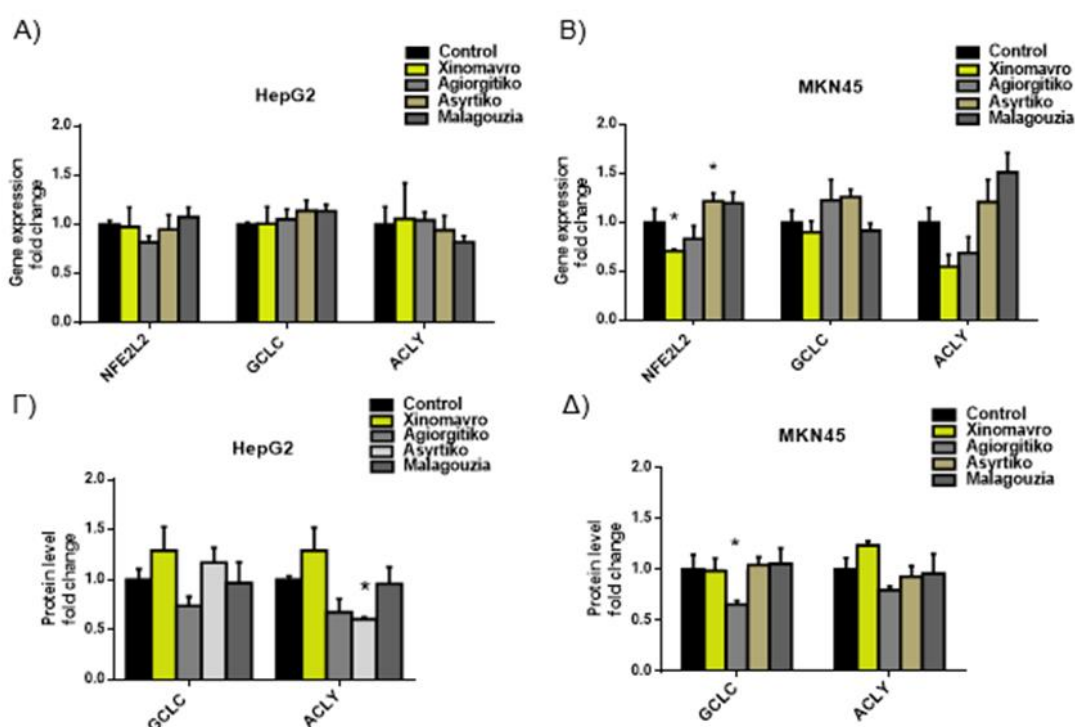 A)
Control
Xinomavro
Agiorgitiko
Asyrtiko
Malagouzia
HepG2
Gene expression
fold change
2.0
1.5
1.0
0.5
0.0
NFE2L2
GCLC
ACLY
B)
Control
Xinomavro
Agiorgitiko
Asyrtiko
Malagouzia
MKN45
Gene expression
fold change
2.0
1.5
1.0
0.5
0.0
*
*
NFE2L2
GCLC
ACLY
Γ)
Control
Xinomavro
Agiorgitiko
Asyrtiko
Malagouzia
HepG2
Protein level
fold change
2.0
1.5
1.0
0.5
0.0
*
GCLC
ACLY
Δ)
Control
Xinomavro
Agiorgitiko
Asyrtiko
Malagouzia
MKN45
Protein level
fold change
2.0
1.5
1.0
0.5
0.0
*
GCLC
ACLY